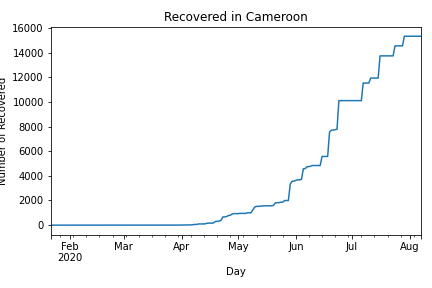 Recovered in Cameroon
16000
14000
12000
10000
8000
6000
4000
2000
0
Number of Recovered
Feb
2020
Mar
Apr
May
Jun
Jul
Aug
Day